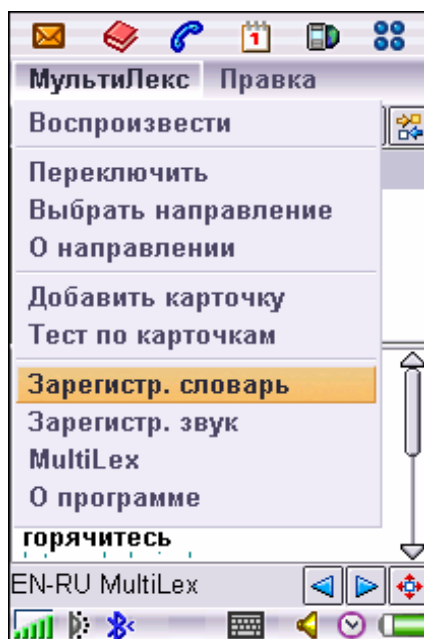 1
МультиЛекс Правка
Воспроизвести
Переключить
Выбрать направление
О направлении
Добавить карточку
Тест по карточкам
Зарегистр. словарь
Зарегистр. звук
MultiLex
О программе
горячитесь
EN-RU MultiLex